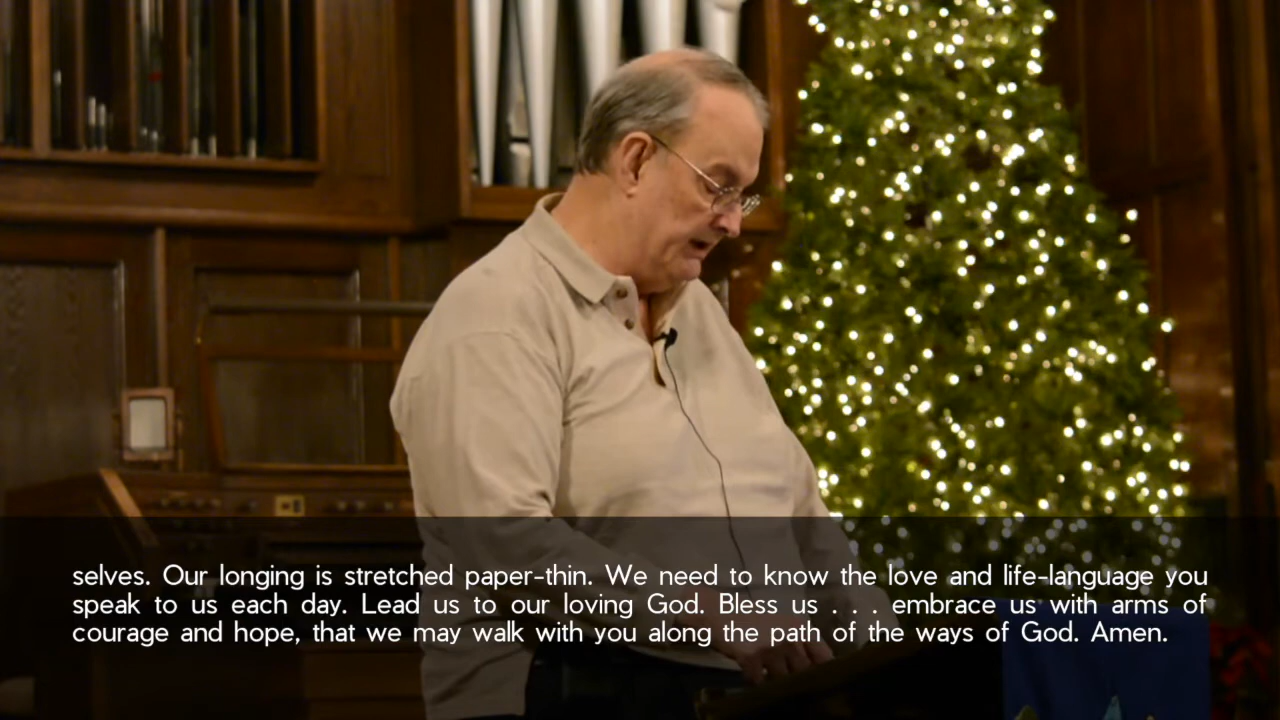 selves. Our longing is stretched paper-thin. We need to know the love and life-language you
speak to us each day. Lead us to our loving God. Bless us . . . embrace us with arms of
courage and hope, that we may walk with you along the path of the ways of God. Amen.